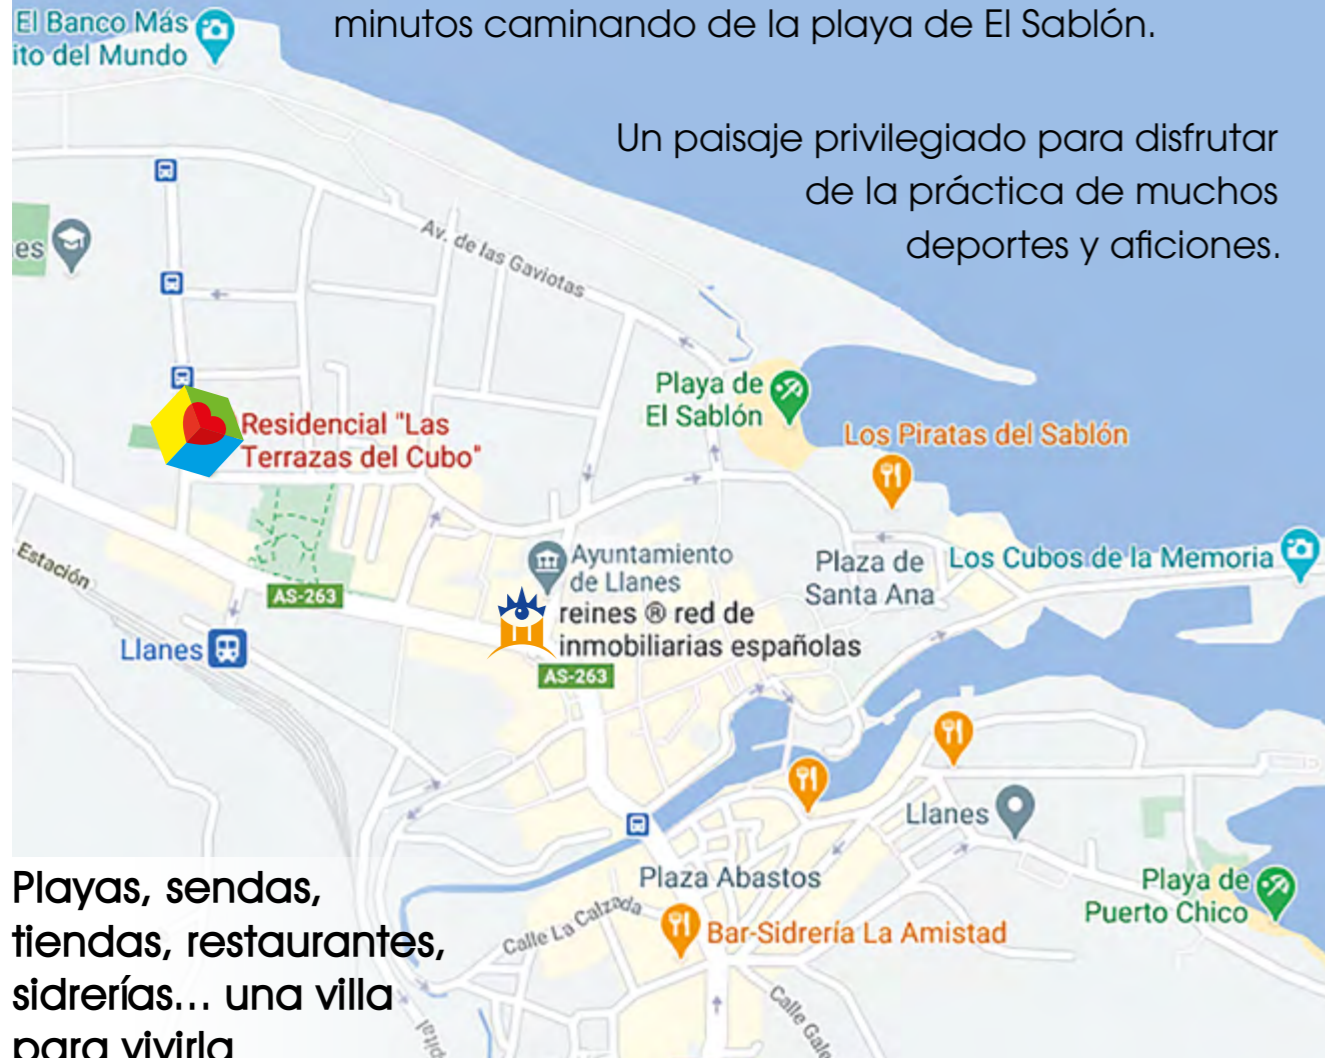 El Banco Más
ito del Mundo
minutos caminando de la playa de El Sablón.
Un paisaje privilegiado para disfrutar
de la práctica de muchos
deportes y aficiones.
es
Av. de las Gaviotas
Playa de
El Sablón
Residencial "Las
Terrazas del Cubo"
Los Piratas del Sablón
Estación
AS-263
Ayuntamiento
de Llanes
Plaza de
Santa Ana
Los Cubos de la Memoria
reines ® red de
inmobiliarias españolas
Llanes
AS-263
Llanes
Plaza Abastos
Playa de
Puerto Chico
Calle La Calzada
Bar-Sidrería La Amistad
Playas, sendas,
tiendas, restaurantes,
sidrerías... una villa
para vivirla
pital
Calle Gale